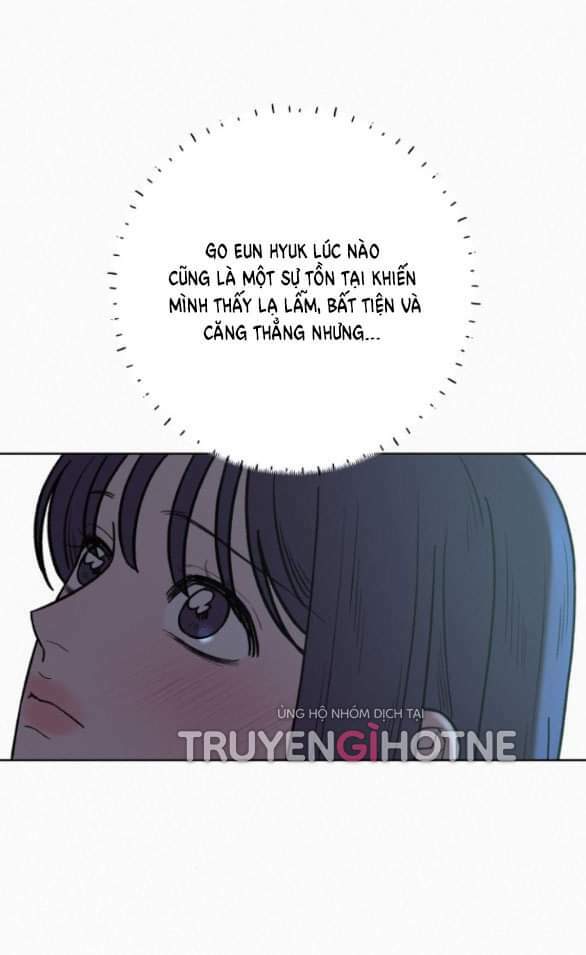 GO EUN HYUK LÚC NÀO
CŨNG LÀ MỘT SỰ TỒN TẠI KHIẾN
MÌNH THẤY LẠ LẪM, BẤT TIỆN VÀ
CĂNG THẲNG NHƯNG...
ỦNG HỘ NHÓM DỊCH TẠI
TRUYENGIHOTNE